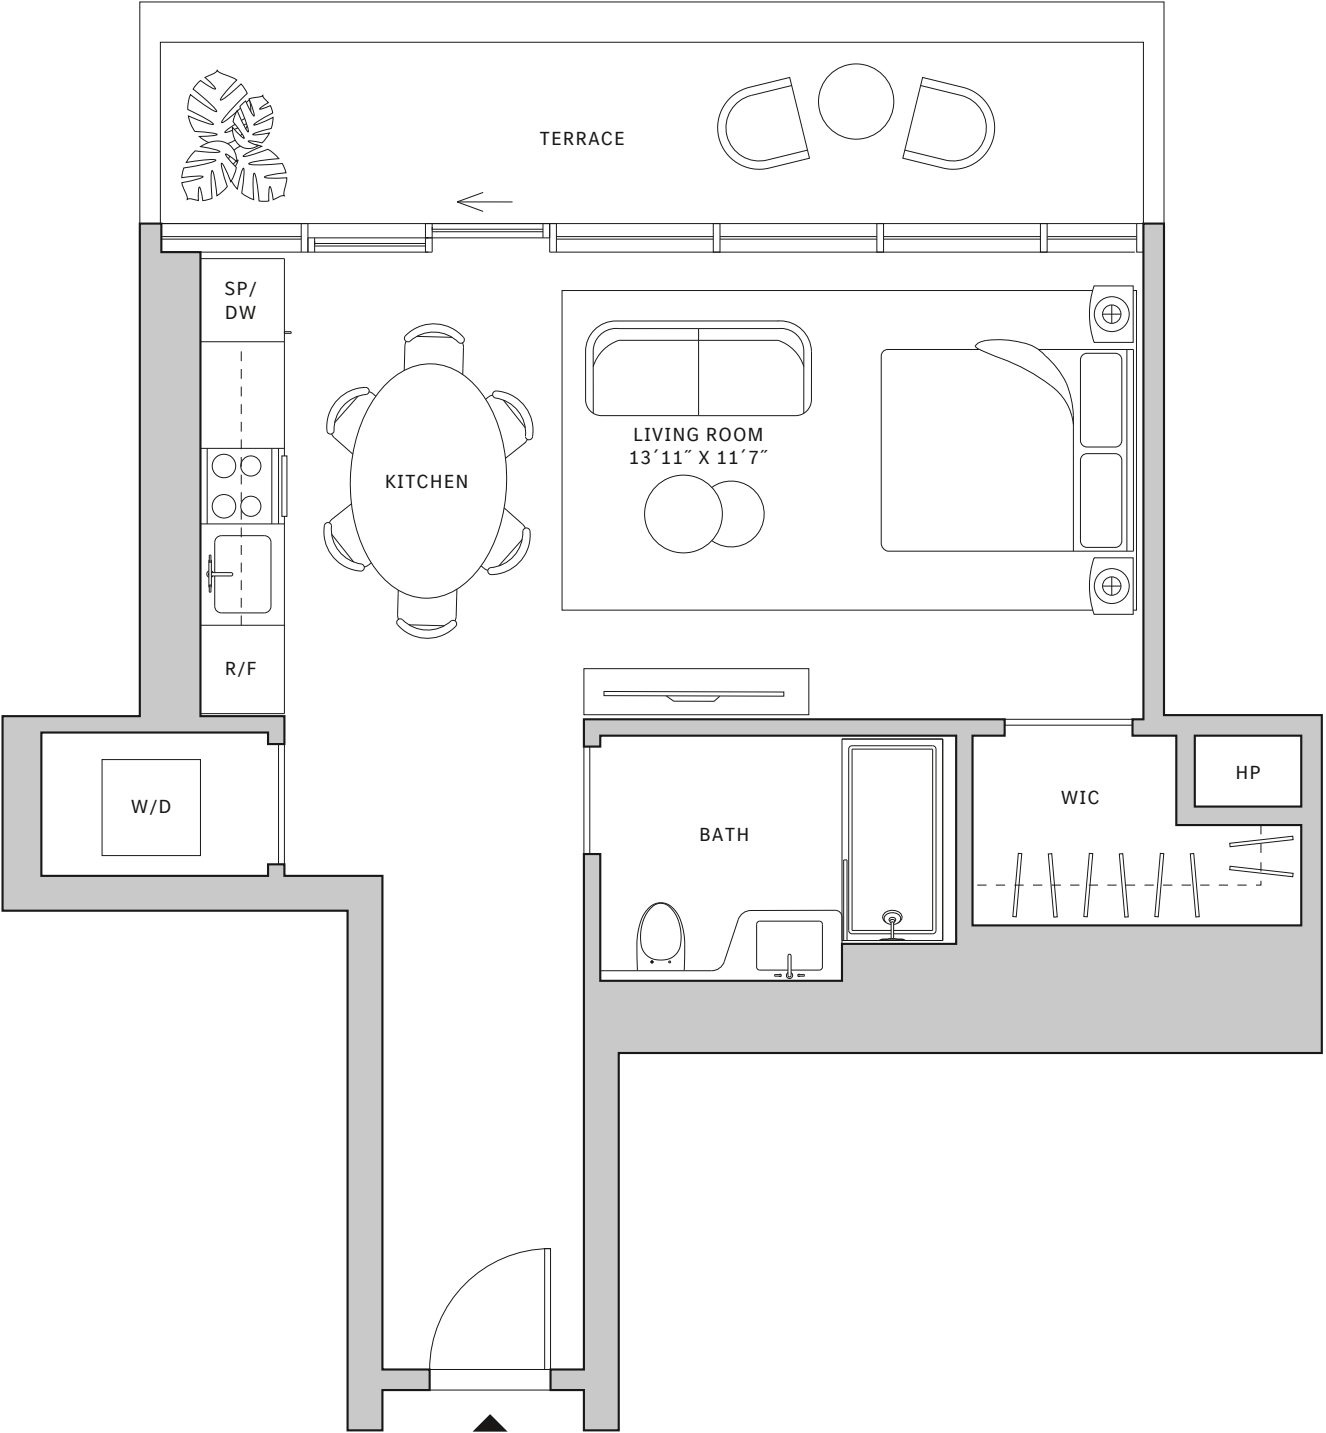 TERRACE
SP/
DW
LIVING ROOM
13´11˝ X 11´7˝
KITCHEN
R/F
W/D
BATH
WIC
HP